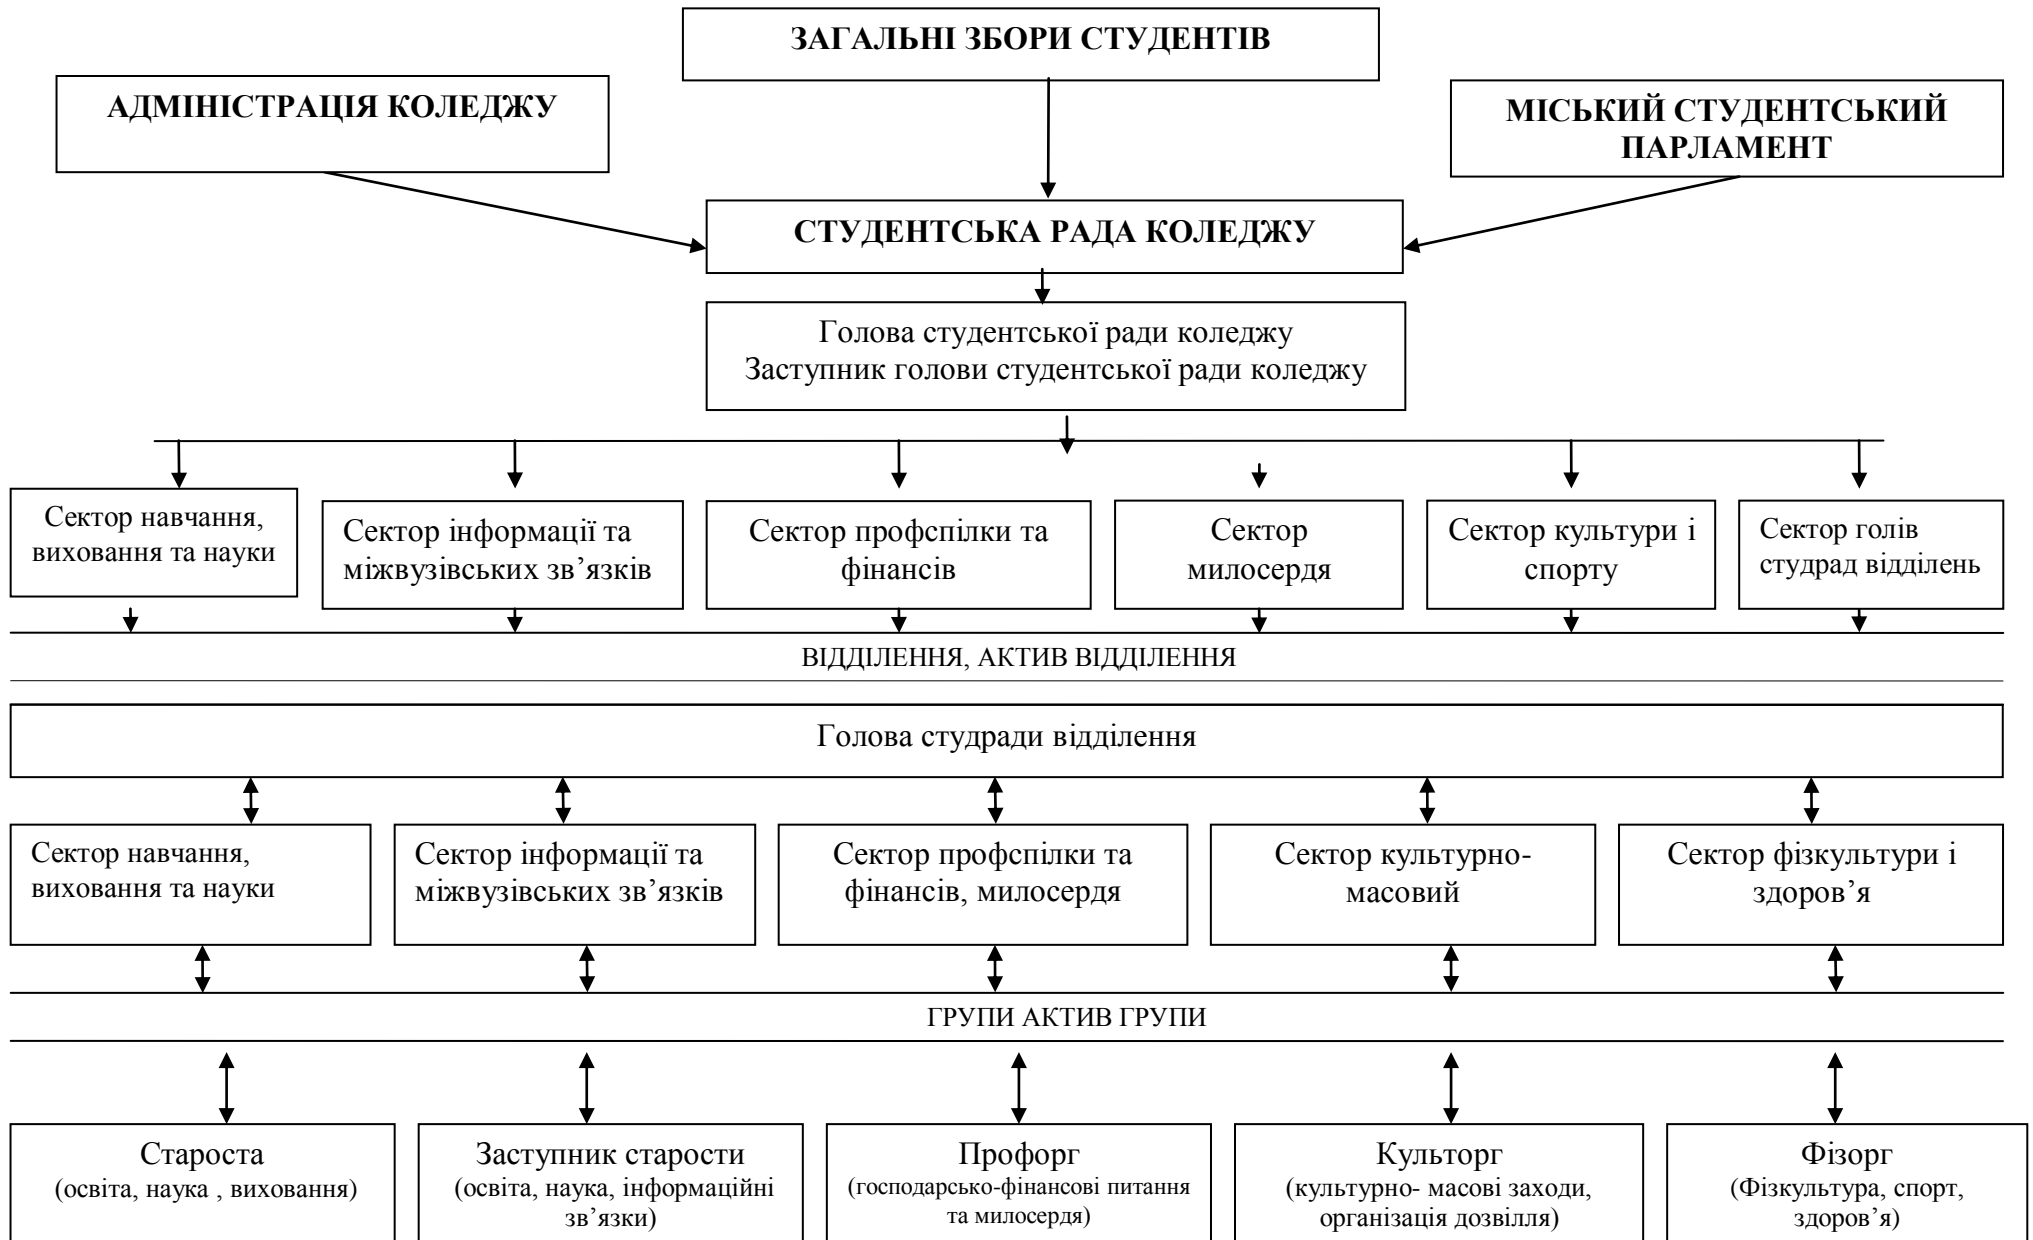 ЗАГАЛЬНІ ЗБОРИ СТУДЕНТІВ
АДМІНІСТРАЦІЯ КОЛЕДЖУ
МІСЬКИЙ СТУДЕНТСЬКИЙ
ПАРЛАМЕНТ
СТУДЕНТСЬКА РАДА КОЛЕДЖУ
Голова студентської ради коледжу
Заступник голови студентської ради коледжу
Сектор навчання,
виховання та науки
Сектор інформації та
міжвузівських зв’язків
Сектор профспілки та
фінансів
Сектор
милосердя
Сектор культури і
спорту
Сектор голів
студрад відділень
ВІДДІЛЕННЯ, АКТИВ ВІДДІЛЕННЯ
Голова студради відділення
Сектор навчання,
виховання та науки
Сектор інформації та
міжвузівських зв’язків
Сектор профспілки та
фінансів, милосердя
Сектор культурно-
масовий
Сектор фізкультури і
здоров’я
ГРУПИ АКТИВ ГРУПИ
Староста
(освіта, наука , виховання)
Заступник старости
(освіта, наука, інформаційні
зв’язки)
Профорг
(господарсько-фінансові питання
та милосердя)
Культорг
(культурно- масові заходи,
організація дозвілля)
Фізорг
(Фізкультура, спорт,
здоров’я)